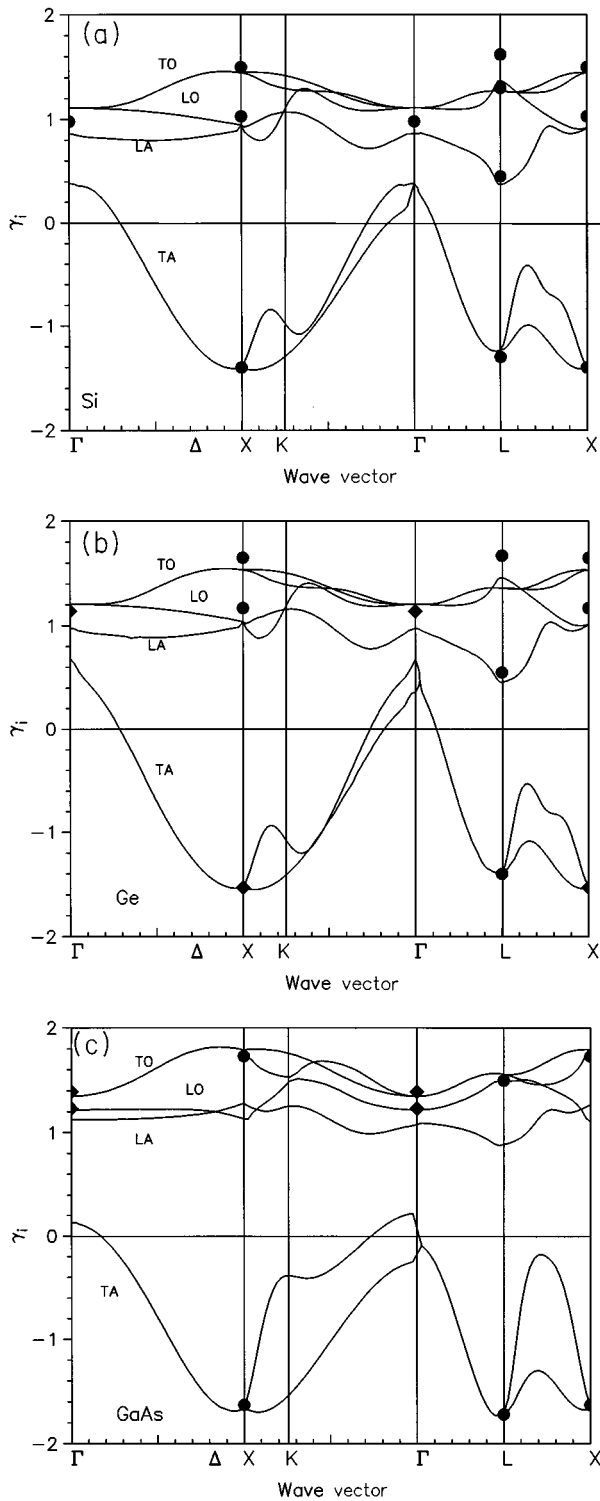 (a)
2
TO
LO
1
LA
γi
0
TA
−1
Si
−2
Γ Δ X K Γ L X
Wave vector
(b)
2
TO
LO
1
LA
γi
0
TA
−1
Ge
−2
Γ Δ X K Γ L X
Wave vector
(c)
2
TO
LO
1
LA
γi
0
TA
−1
GaAs
−2
Γ Δ X K Γ L X
Wave vector